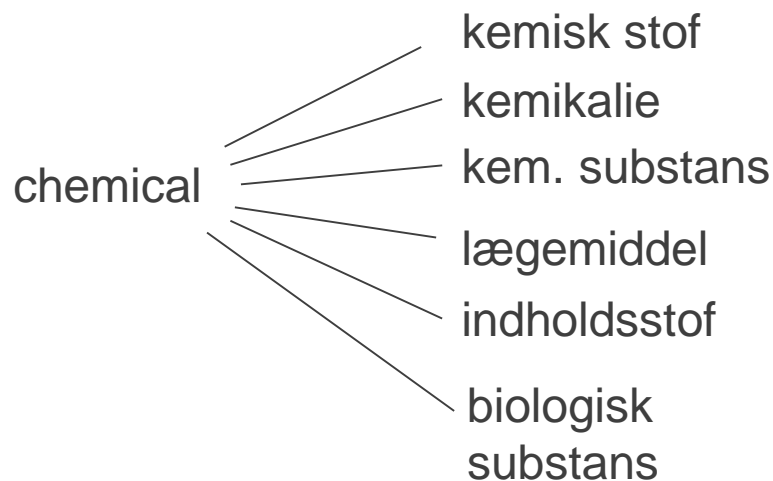 chemical
kemisk stof
kemikalie
kem. substans
lægemiddel
indholdsstof
biologisk
substans